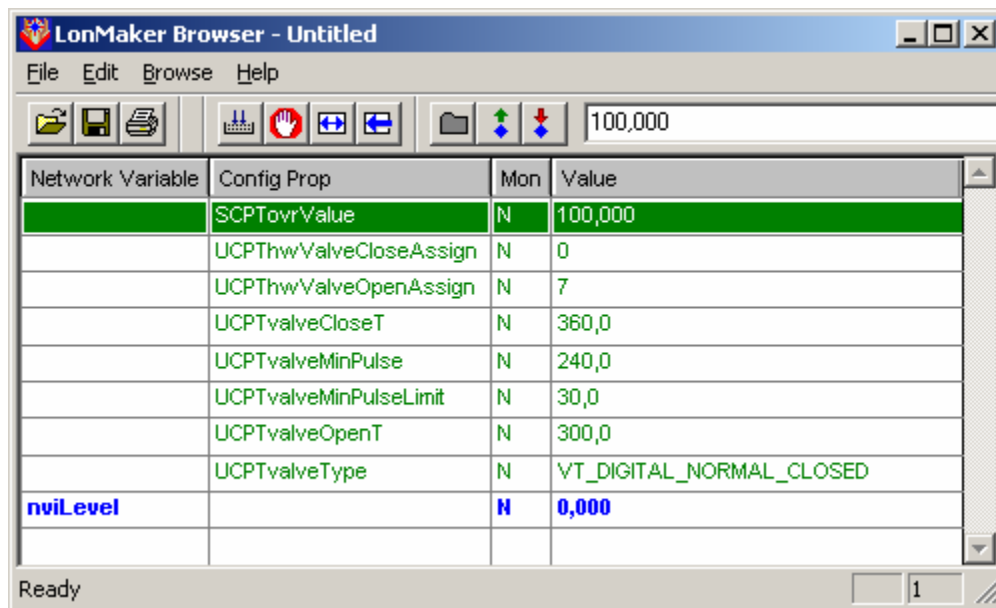 LonMaker Browser - Untitled
File Edit Browse Help
100,000
Network Variable Config Prop Mon Value
SCPTovrValue N 100,000
UCPThwValveCloseAssign N 0
UCPThwValveOpenAssign N 7
UCPTvalveCloseT N 360,0
UCPTvalveMinPulse N 240,0
UCPTvalveMinPulseLimit N 30,0
UCPTvalveOpenT N 300,0
UCPTvalveType N VT_DIGITAL_NORMAL_CLOSED
nviLevel N 0,000
Ready 1